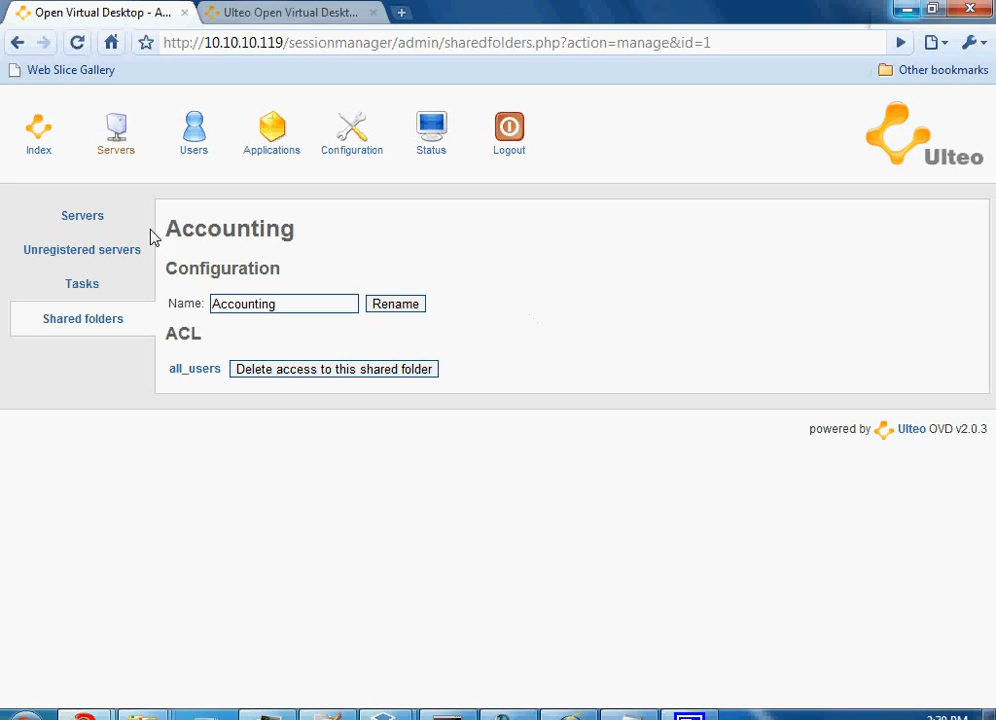 Open Virtual Desktop - A...
Ulteo Open Virtual Deskt...
http://10.10.10.119/sessionmanager/admin/sharedfolders.php?action=manage&id=1
Web Slice Gallery
Other bookmarks
Index
Servers
Users
Applications
Configuration
Status
Logout
Ulteo
Servers
Unregistered servers
Tasks
Shared folders
Accounting
Configuration
Name: Accounting Rename
ACL
all_users Delete access to this shared folder
powered by Ulteo OVD v2.0.3